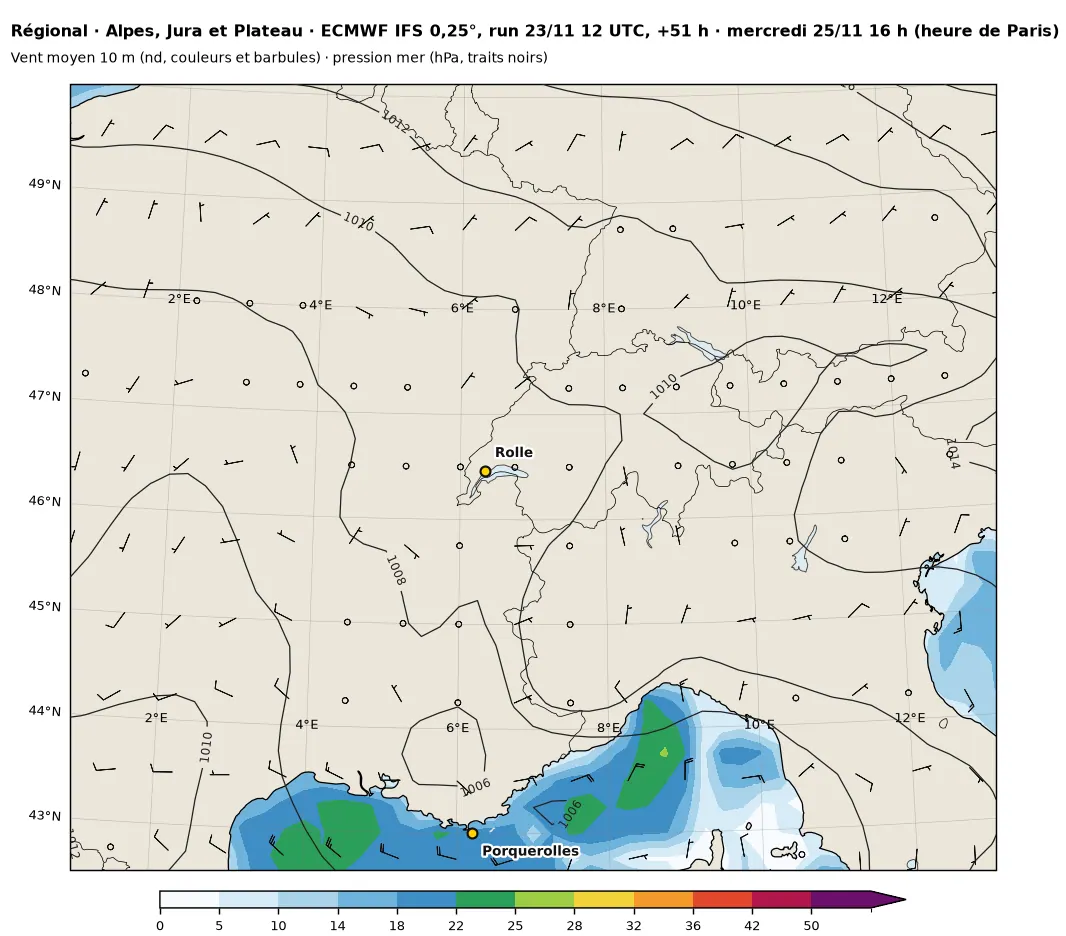 Régional · Alpes, Jura et Plateau · ECMWF IFS 0,25°, run 23/11 12 UTC, +51 h · mercredi 25/11 16 h (heure de Paris)
Vent moyen 10 m (nd, couleurs et barbules) · pression mer (hPa, traits noirs)
1012
49°N
1010
48°N
2°E 4°E 6°E 8°E 10°E 12°E
47°N
1010
Rolle
1014
46°N
1008
45°N
44°N
2°E 4°E 6°E 8°E 10°E 12°E
1010
1006
1006
43°N
1012
Porquerolles
0 5 10 14 18 22 25 28 32 36 42 50